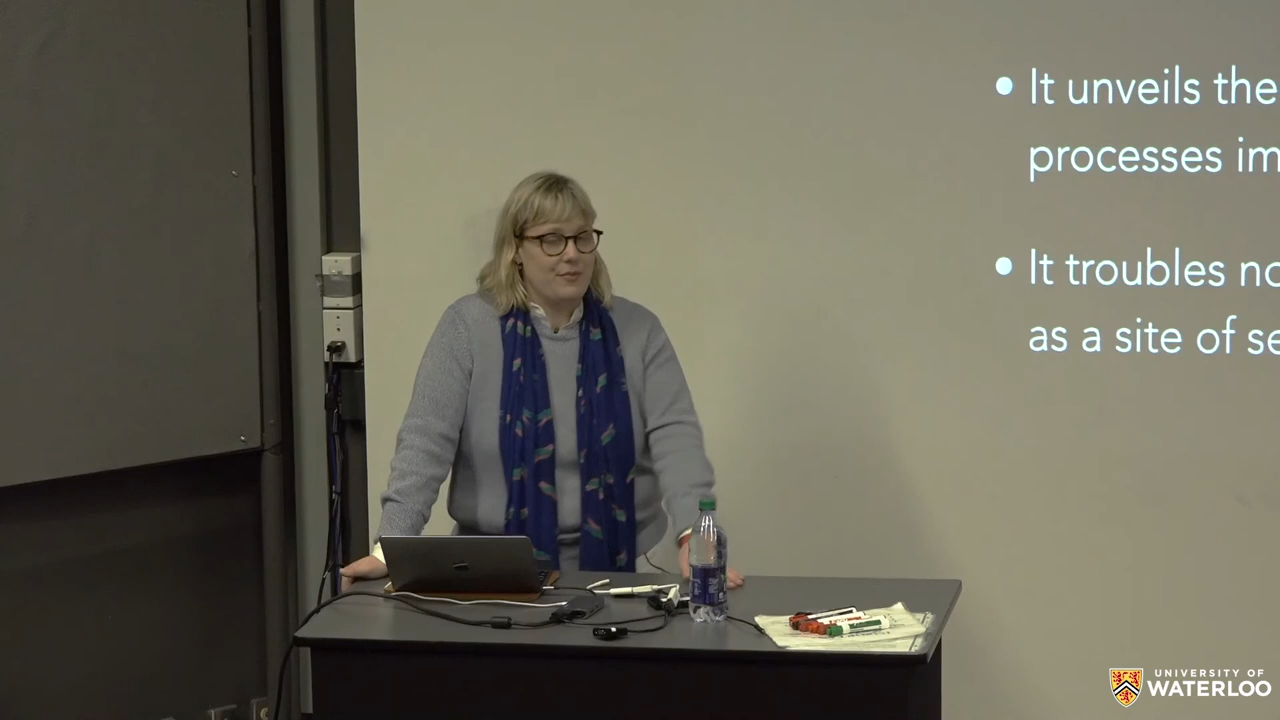 • It unveils the
processes im
• It troubles no
as a site of se
UNIVERSITY OF
WATERLOO